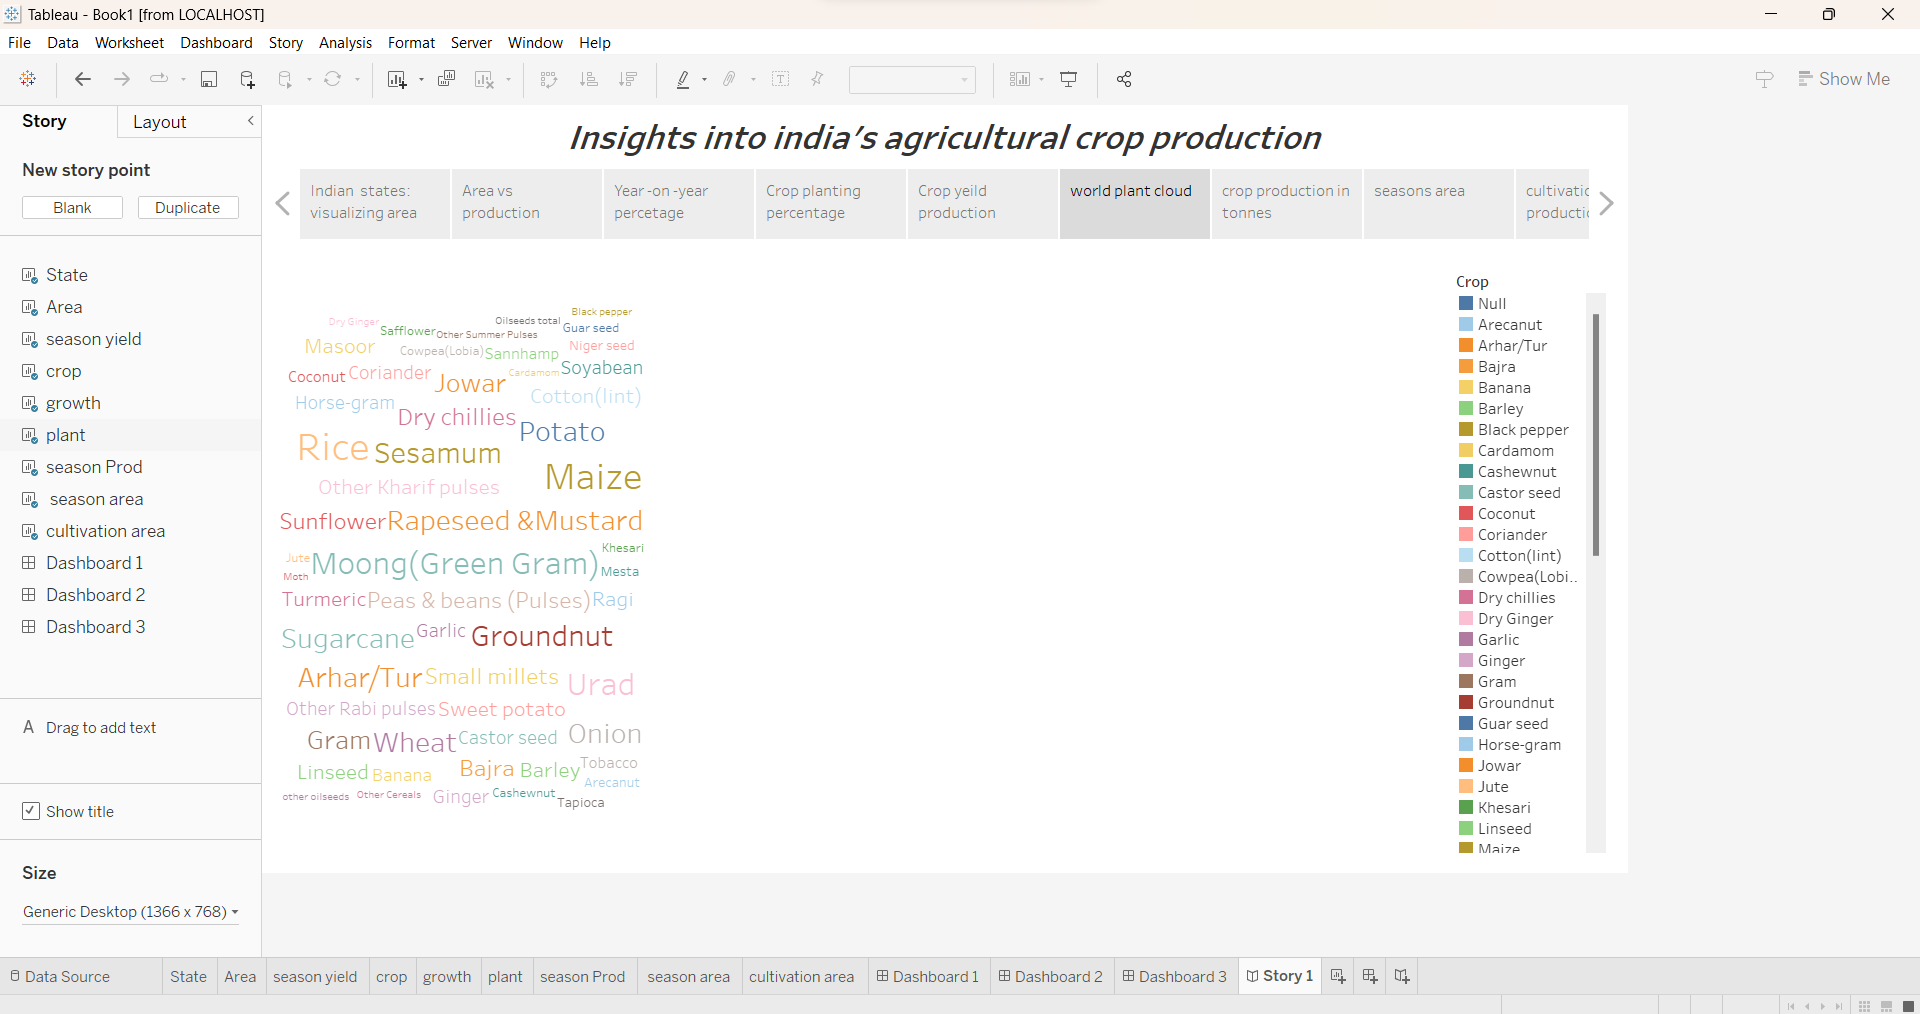 Tableau - Book1 [from LOCALHOST]
File Data Worksheet Dashboard Story Analysis Format Server Window Help
Show Me
Story Layout
New story point
Blank Duplicate
State
Area
season yield
crop
growth
plant
season Prod
season area
cultivation area
Dashboard 1
Dashboard 2
Dashboard 3
A Drag to add text
Show title
Size
Generic Desktop (1366 x 768)
Insights into india's agricultural crop production
Indian states:
visualizing area
Area vs
production
Year -on -year
percetage
Crop planting
percentage
Crop yeild
production
world plant cloud
crop production in
tonnes
seasons area
cultivatic
productic
Black pepper
Dry Ginger Oilseeds total
Safflower Other Summer Pulses Guar seed
Masoor Cowpea(Lobia) Sannhamp Niger seed
Coconut Coriander Jowar Cardamom Soyabean
Horse-gram Cotton(lint)
Dry chillies Potato
Rice Sesamum
Maize
Other Kharif pulses
Sunflower Rapeseed &Mustard
Khesari
Jute Moong(Green Gram)
Moth Mesta
Turmeric Peas & beans (Pulses) Ragi
Sugarcane Garlic Groundnut
Arhar/Tur Small millets Urad
Other Rabi pulses Sweet potato
Gram Wheat Castor seed Onion
Linseed Banana Bajra Barley Tobacco
Arecanut
other oilseeds Other Cereals Ginger Cashewnut Tapioca
Crop
Null
Arecanut
Arhar/Tur
Bajra
Banana
Barley
Black pepper
Cardamom
Cashewnut
Castor seed
Coconut
Coriander
Cotton(lint)
Cowpea(Lobi..
Dry chillies
Dry Ginger
Garlic
Ginger
Gram
Groundnut
Guar seed
Horse-gram
Jowar
Jute
Khesari
Linseed
Maize
Data Source State Area season yield crop growth plant season Prod season area cultivation area Dashboard 1 Dashboard 2 Dashboard 3 Story 1